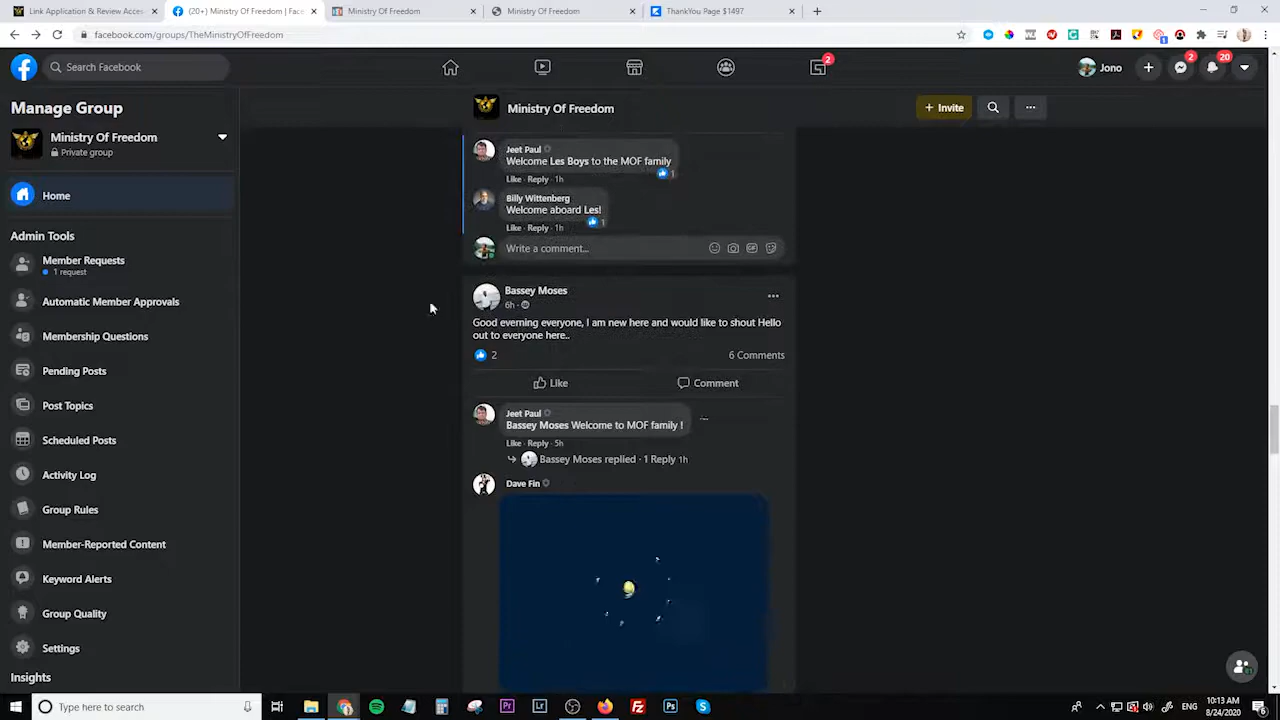 Link Application & Review Acces
(20+) Ministry Of Freedom | Face
Ministry Of Freedom
Ministry Of Freedom
ThankYou Page $1497
facebook.com/groups/TheMinistryOfFreedom
Search Facebook
2
Jono
2
20
Manage Group
Ministry Of Freedom
Private group
Home
Admin Tools
Member Requests
1 request
Automatic Member Approvals
Membership Questions
Pending Posts
Post Topics
Scheduled Posts
Activity Log
Group Rules
Member-Reported Content
Keyword Alerts
Group Quality
Settings
Insights
Ministry Of Freedom
+ Invite
Jeet Paul
Welcome Les Boys to the MOF family
1
Like · Reply · 1h
Billy Wittenberg
Welcome aboard Les!
1
Like · Reply · 1h
Write a comment...
Bassey Moses
6h
Good everning everyone, I am new here and would like to shout Hello
out to everyone here..
2
6 Comments
Like
Comment
Jeet Paul
Bassey Moses Welcome to MOF family !
Like · Reply · 5h
Bassey Moses replied · 1 Reply 1h
Dave Fin
Type here to search
10:13 AM
8/24/2020